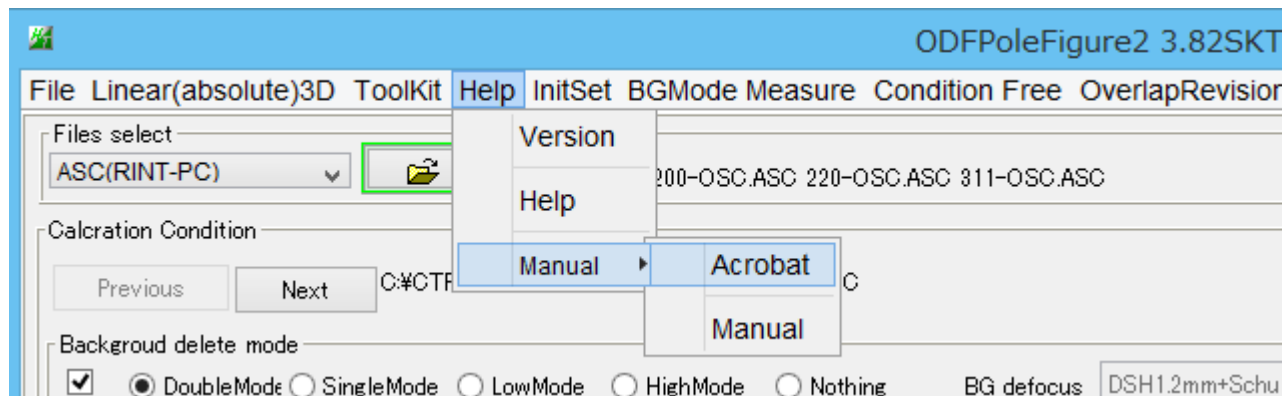 ODFPoleFigure2 3.82SKT
File Linear(absolute)3D ToolKit Help InitSet BGMode Measure Condition Free OverlapRevision
Files select
Version
ASC(RINT-PC)
200-OSC.ASC 220-OSC.ASC 311-OSC.ASC
Help
Calcration Condition
Manual
Acrobat
Previous
Next
C:¥CTR
C
Manual
Backgroud delete mode
DoubleMode
SingleMode
LowMode
HighMode
Nothing
BG defocus
DSH1.2mm+Schu